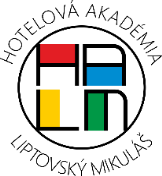 HOTELOVÁ AKADÉMIA
HA
LM
LIPTOVSKÝ MIKULÁŠ